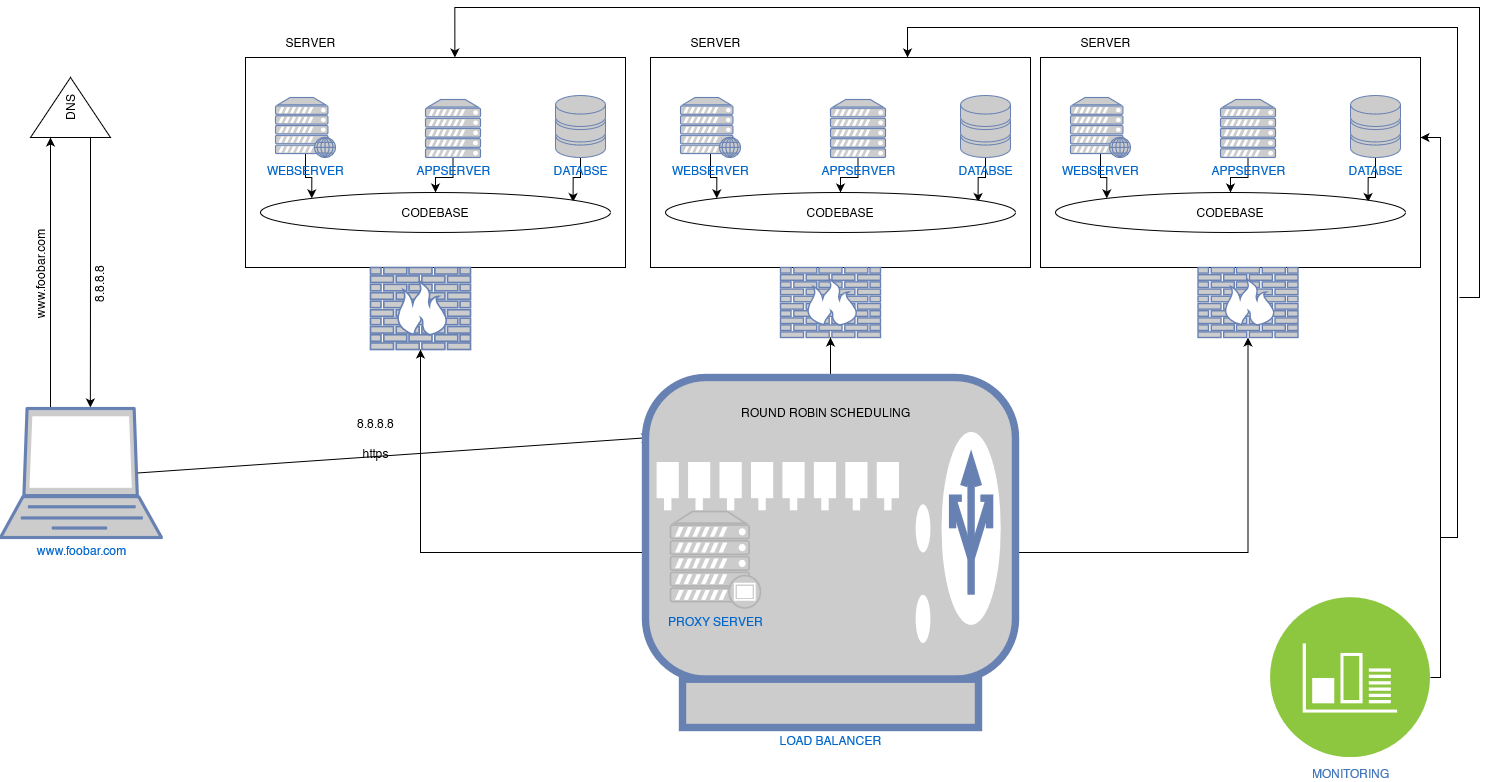 SERVER
SERVER
SERVER
DNS
WEBSERVER
APPSERVER
DATABSE
WEBSERVER
APPSERVER
DATABSE
WEBSERVER
APPSERVER
DATABSE
CODEBASE
CODEBASE
CODEBASE
www.foobar.com
8.8.8.8
ROUND ROBIN SCHEDULING
8.8.8.8
https
www.foobar.com
PROXY SERVER
LOAD BALANCER
MONITORING